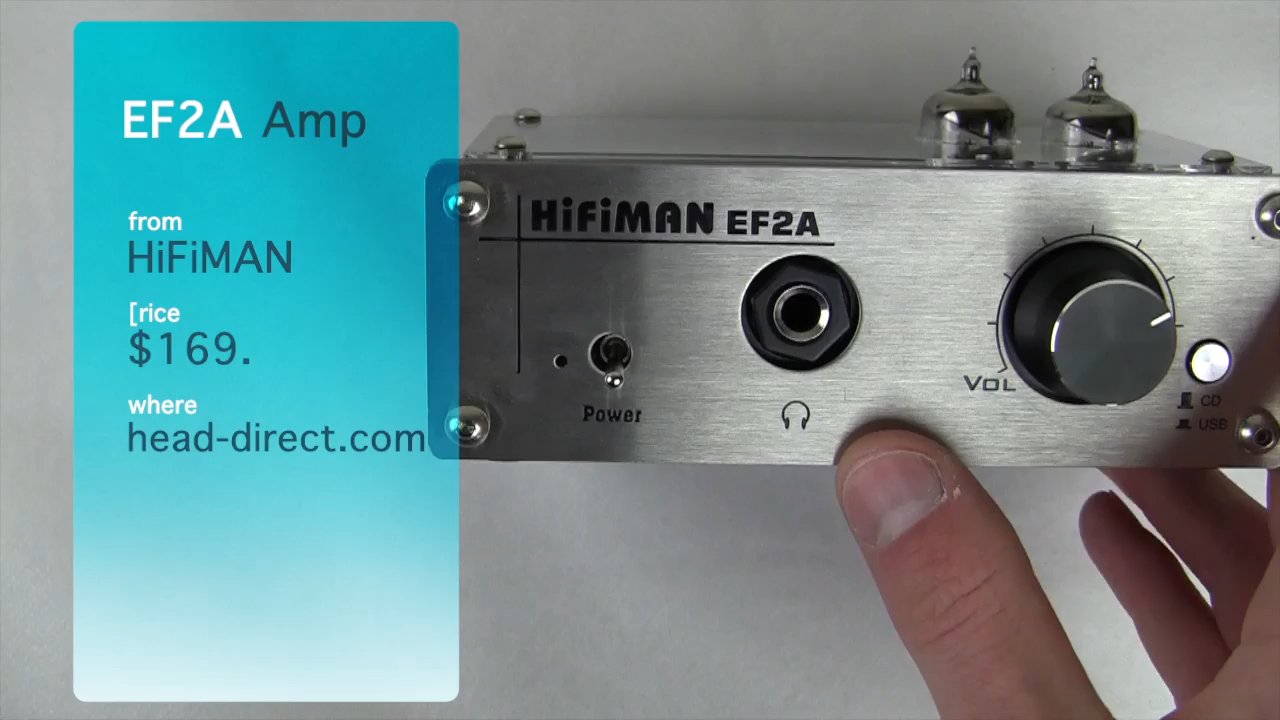 EF2A Amp
from
HiFiMAN
[rice
$169.
where
head-direct.com
HiFiMAN EF2A
Power
VOL
CD
USB